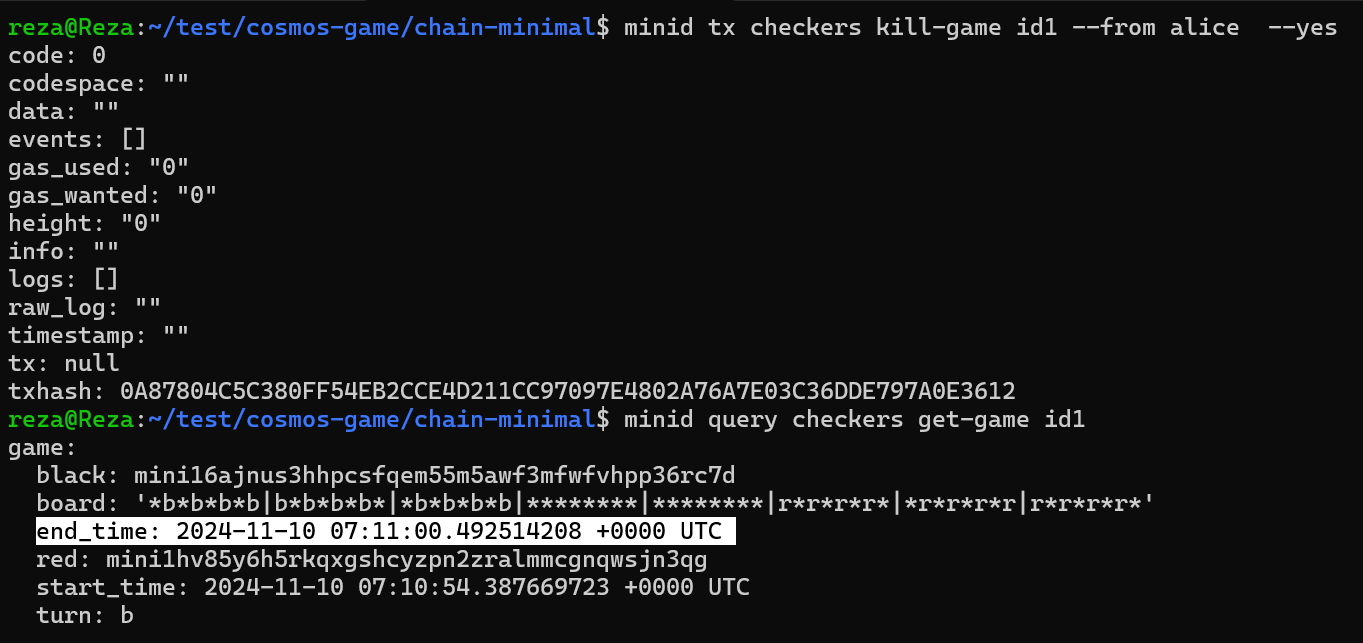 reza@Reza:~/test/cosmos-game/chain-minimal$ minid tx checkers kill-game id1 --from alice  --yes
code: 0
codespace: ""
data: ""
events: []
gas_used: "0"
gas_wanted: "0"
height: "0"
info: ""
logs: []
raw_log: ""
timestamp: ""
tx: null
txhash: 0A87804C5C380FF54EB2CCE4D211CC97097E4802A76A7E03C36DDE797A0E3612
reza@Reza:~/test/cosmos-game/chain-minimal$ minid query checkers get-game id1
game:
  black: mini16ajnus3hhpcsfqem55m5awf3mfwfvhpp36rc7d
  board: '*b*b*b*b|b*b*b*b*|*b*b*b*b|********|********|r*r*r*r*|*r*r*r*r|r*r*r*r*'
  end_time: 2024-11-10 07:11:00.492514208 +0000 UTC
  red: mini1hv85y6h5rkqxgshcyzpn2zralmmcgnqwsjn3qg
  start_time: 2024-11-10 07:10:54.387669723 +0000 UTC
  turn: b